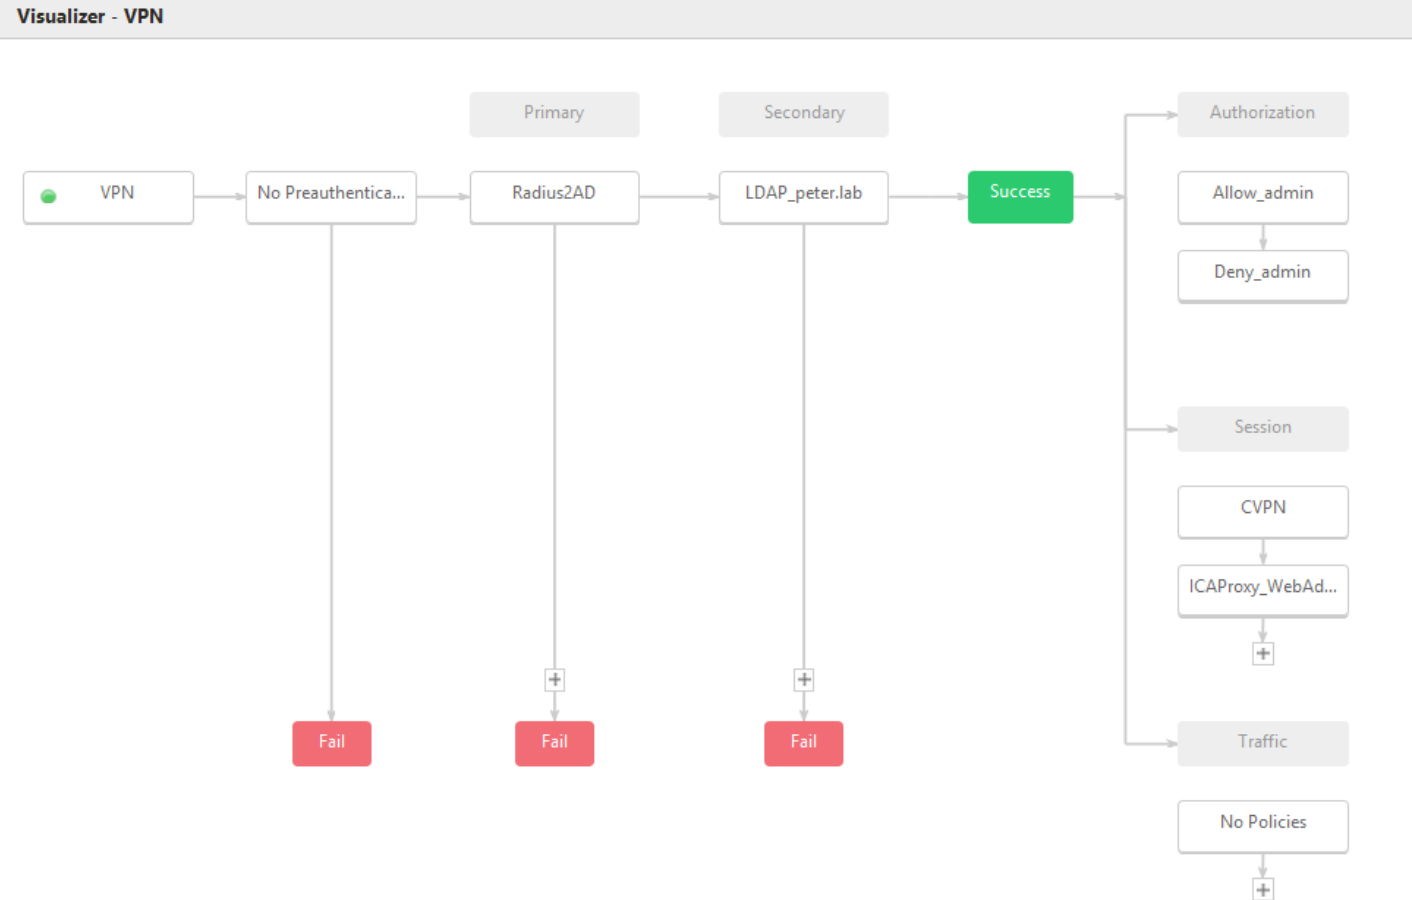 Visualizer - VPN
Primary
Secondary
Authorization
VPN
No Preauthentica...
Radius2AD
LDAP_peter.lab
Success
Allow_admin
Deny_admin
Session
CVPN
ICAProxy_WebAd...
Fail
Fail
Fail
Traffic
No Policies